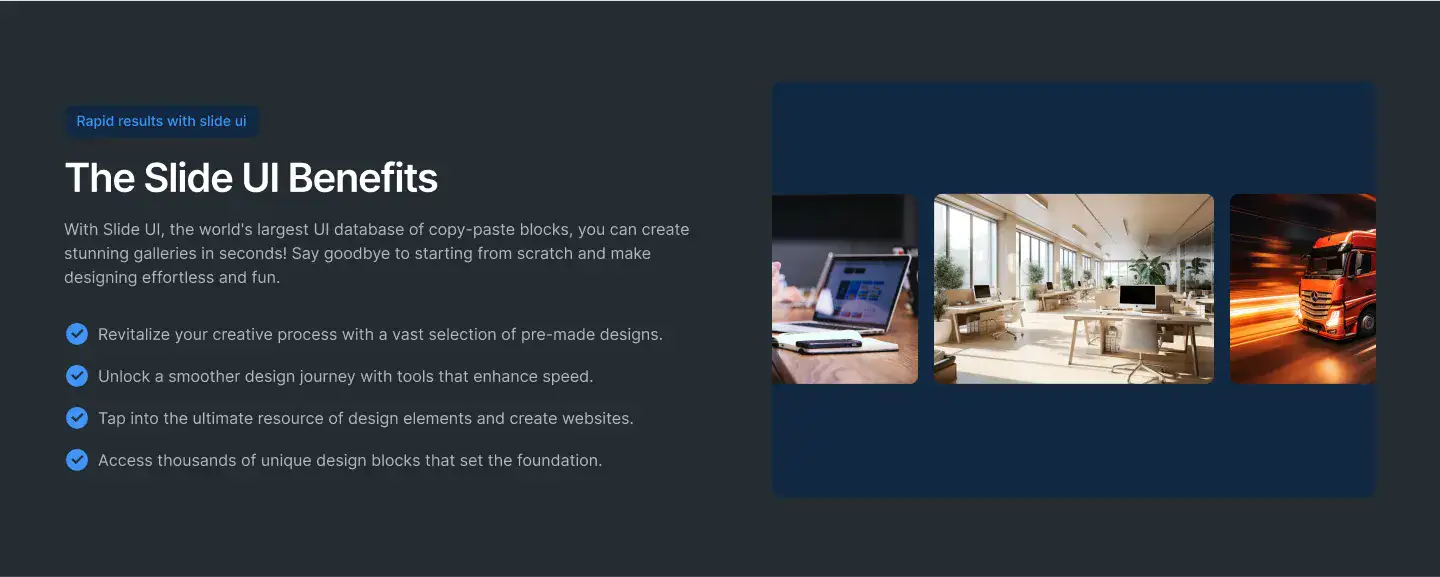 Rapid results with slide ui
The Slide UI Benefits
With Slide UI, the world's largest UI database of copy-paste blocks, you can create
stunning galleries in seconds! Say goodbye to starting from scratch and make
designing effortless and fun.
Revitalize your creative process with a vast selection of pre-made designs.
Unlock a smoother design journey with tools that enhance speed.
Tap into the ultimate resource of design elements and create websites.
Access thousands of unique design blocks that set the foundation.